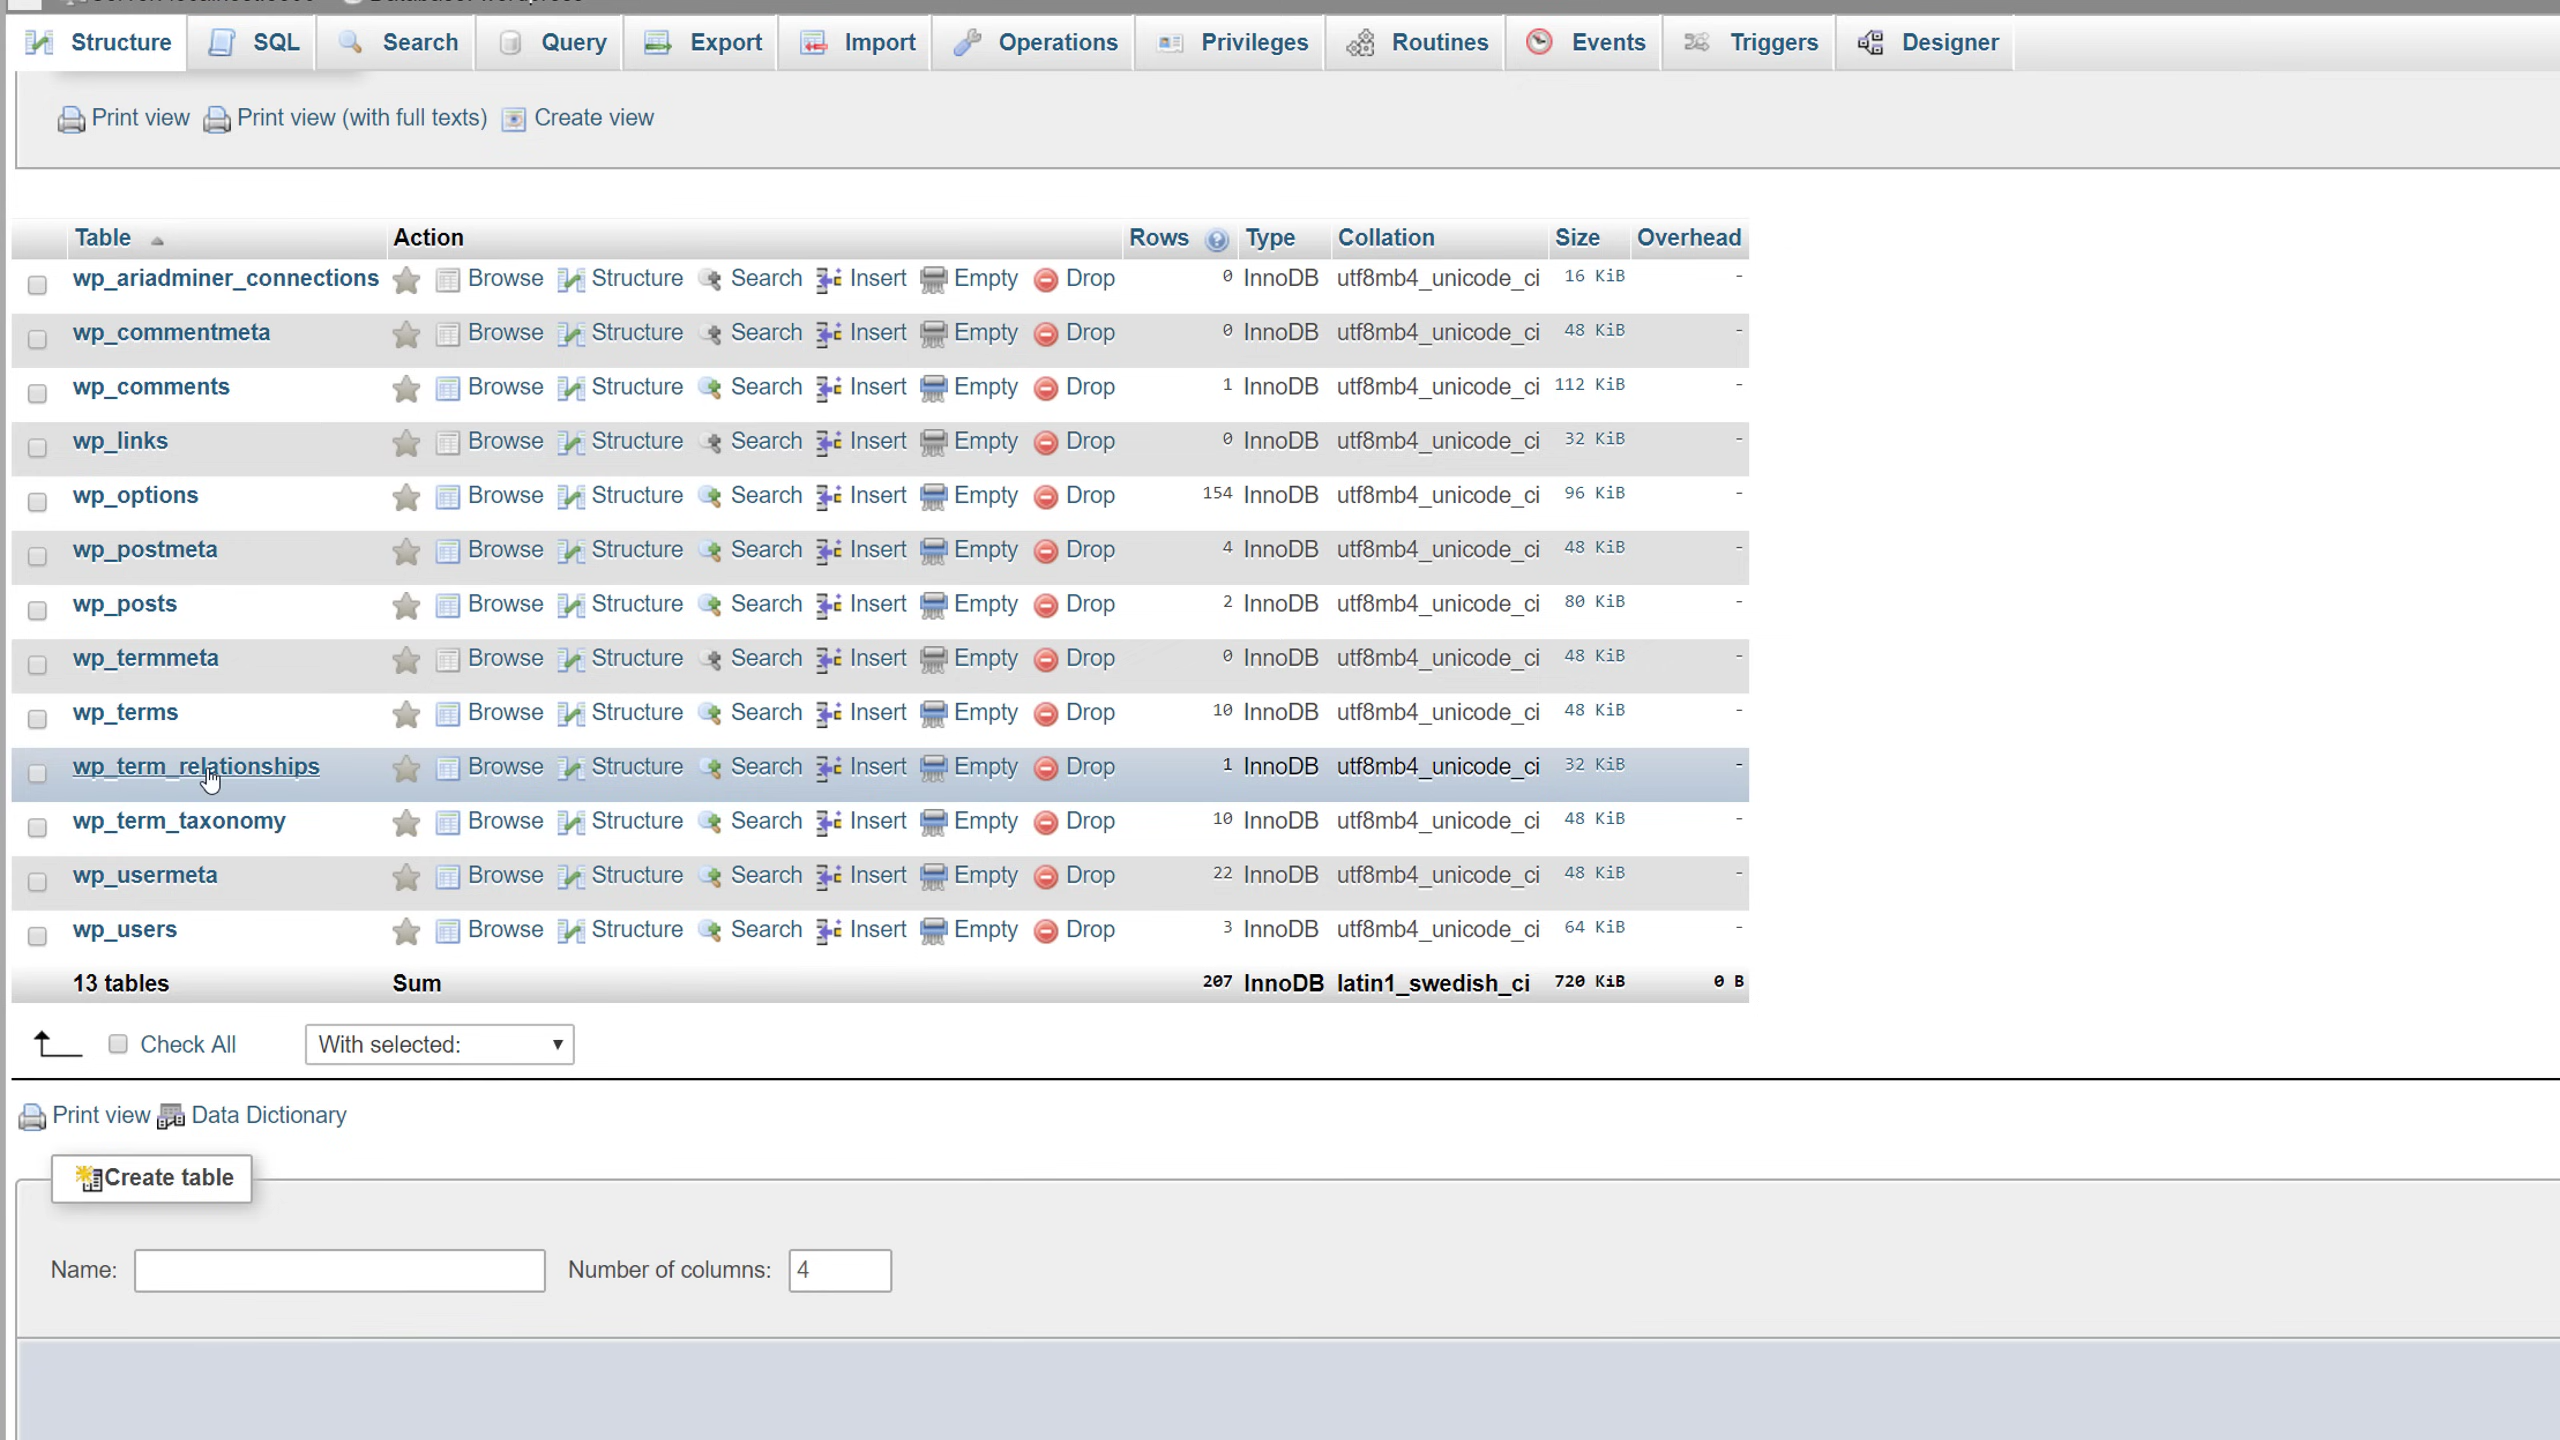 Structure SQL Search Query Export Import Operations Privileges Routines Events Triggers Designer
Print view Print view (with full texts) Create view
Table Action Rows Type Collation Size Overhead
wp_ariadminer_connections Browse Structure Search Insert Empty Drop 0 InnoDB utf8mb4_unicode_ci 16 KiB -
wp_commentmeta Browse Structure Search Insert Empty Drop 0 InnoDB utf8mb4_unicode_ci 48 KiB -
wp_comments Browse Structure Search Insert Empty Drop 1 InnoDB utf8mb4_unicode_ci 112 KiB -
wp_links Browse Structure Search Insert Empty Drop 0 InnoDB utf8mb4_unicode_ci 32 KiB -
wp_options Browse Structure Search Insert Empty Drop 154 InnoDB utf8mb4_unicode_ci 96 KiB -
wp_postmeta Browse Structure Search Insert Empty Drop 4 InnoDB utf8mb4_unicode_ci 48 KiB -
wp_posts Browse Structure Search Insert Empty Drop 2 InnoDB utf8mb4_unicode_ci 80 KiB -
wp_termmeta Browse Structure Search Insert Empty Drop 0 InnoDB utf8mb4_unicode_ci 48 KiB -
wp_terms Browse Structure Search Insert Empty Drop 10 InnoDB utf8mb4_unicode_ci 48 KiB -
wp_term_relationships Browse Structure Search Insert Empty Drop 1 InnoDB utf8mb4_unicode_ci 32 KiB -
wp_term_taxonomy Browse Structure Search Insert Empty Drop 10 InnoDB utf8mb4_unicode_ci 48 KiB -
wp_usermeta Browse Structure Search Insert Empty Drop 22 InnoDB utf8mb4_unicode_ci 48 KiB -
wp_users Browse Structure Search Insert Empty Drop 3 InnoDB utf8mb4_unicode_ci 64 KiB -
13 tables Sum 207 InnoDB latin1_swedish_ci 720 KiB 0 B
Check All With selected:
Print view Data Dictionary
Create table
Name: Number of columns: 4